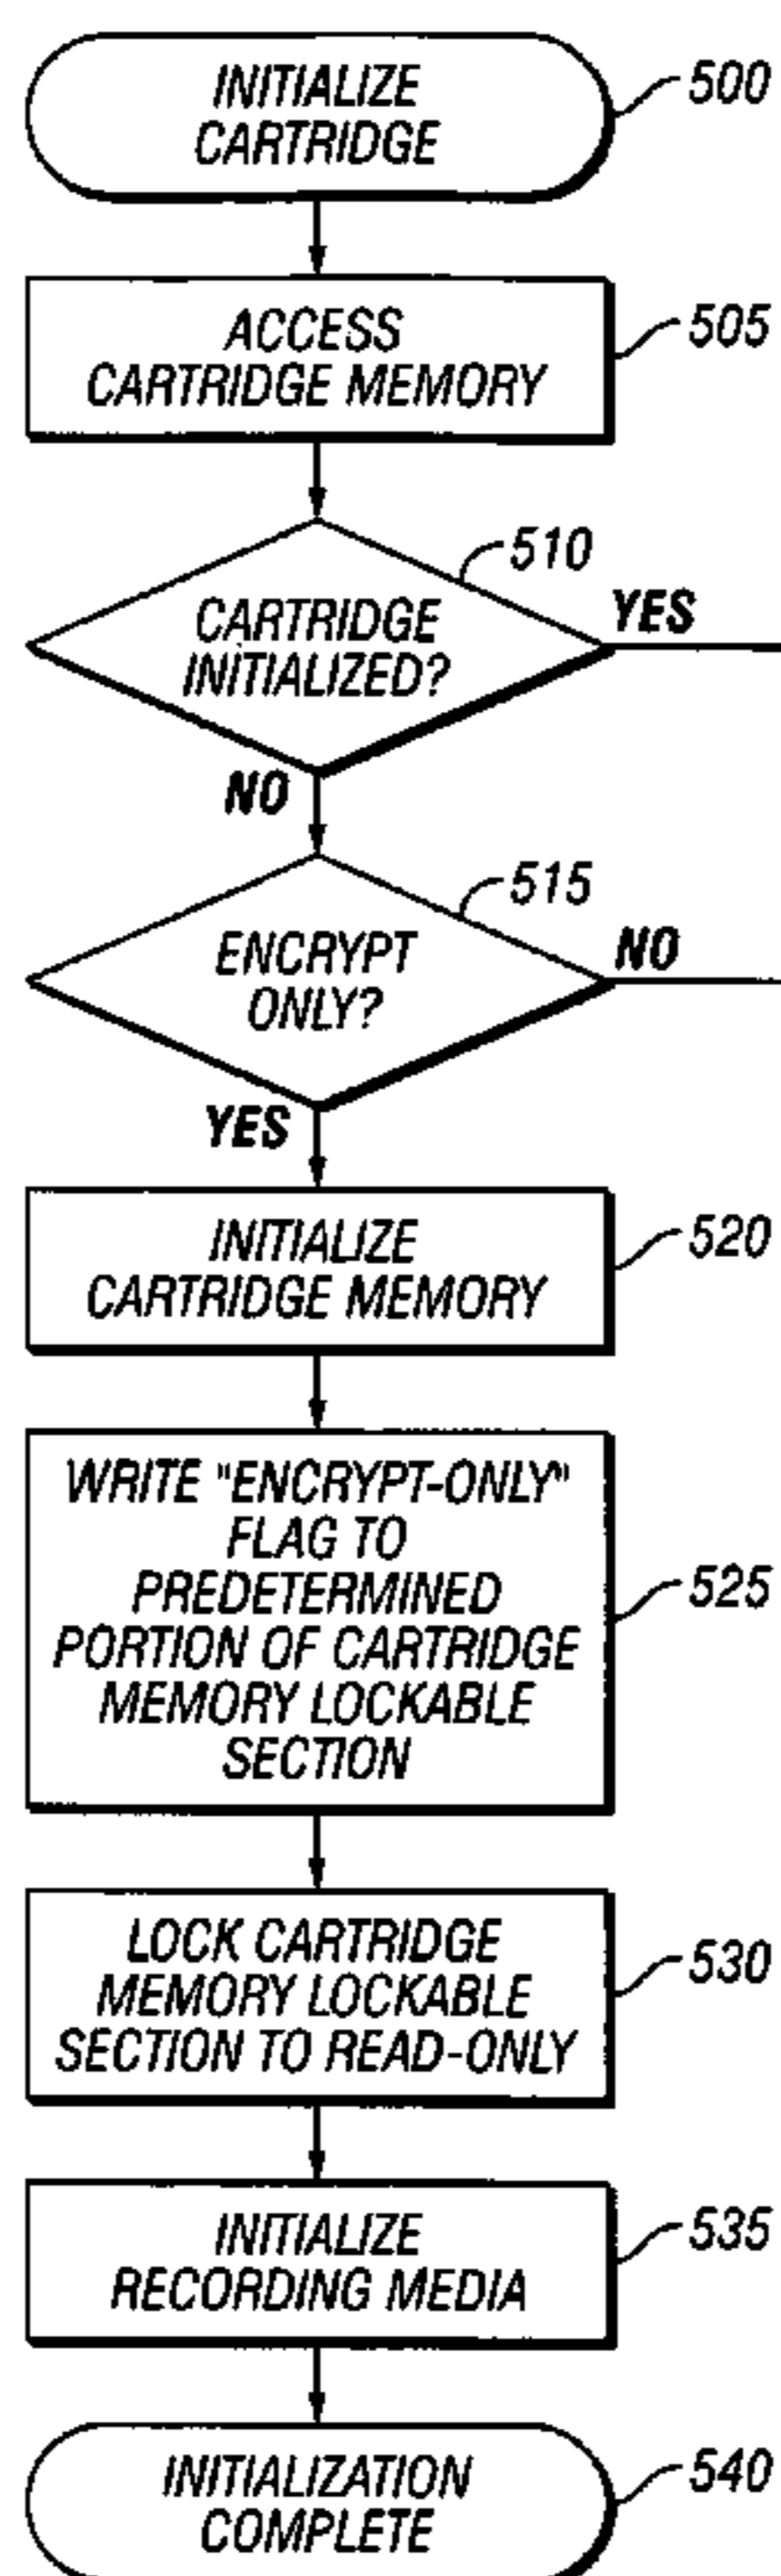 INITIALIZE
CARTRIDGE
500
ACCESS
CARTRIDGE MEMORY
505
510
CARTRIDGE
INITIALIZED?
YES
NO
515
ENCRYPT
ONLY?
NO
YES
INITIALIZE
CARTRIDGE MEMORY
520
WRITE "ENCRYPT-ONLY"
FLAG TO
PREDETERMINED
PORTION OF CARTRIDGE
MEMORY LOCKABLE
SECTION
525
LOCK CARTRIDGE
MEMORY LOCKABLE
SECTION TO READ-ONLY
530
INITIALIZE
RECORDING MEDIA
535
INITIALIZATION
COMPLETE
540